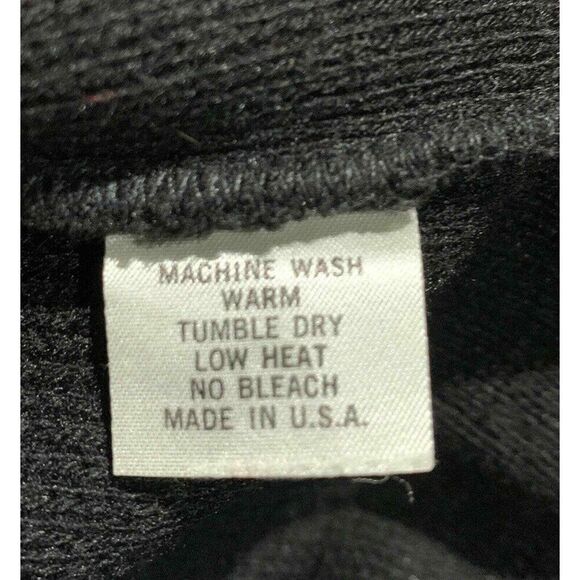 MACHINE WASH
WARM
TUMBLE DRY
LOW HEAT
NO BLEACH
MADE IN U.S.A.